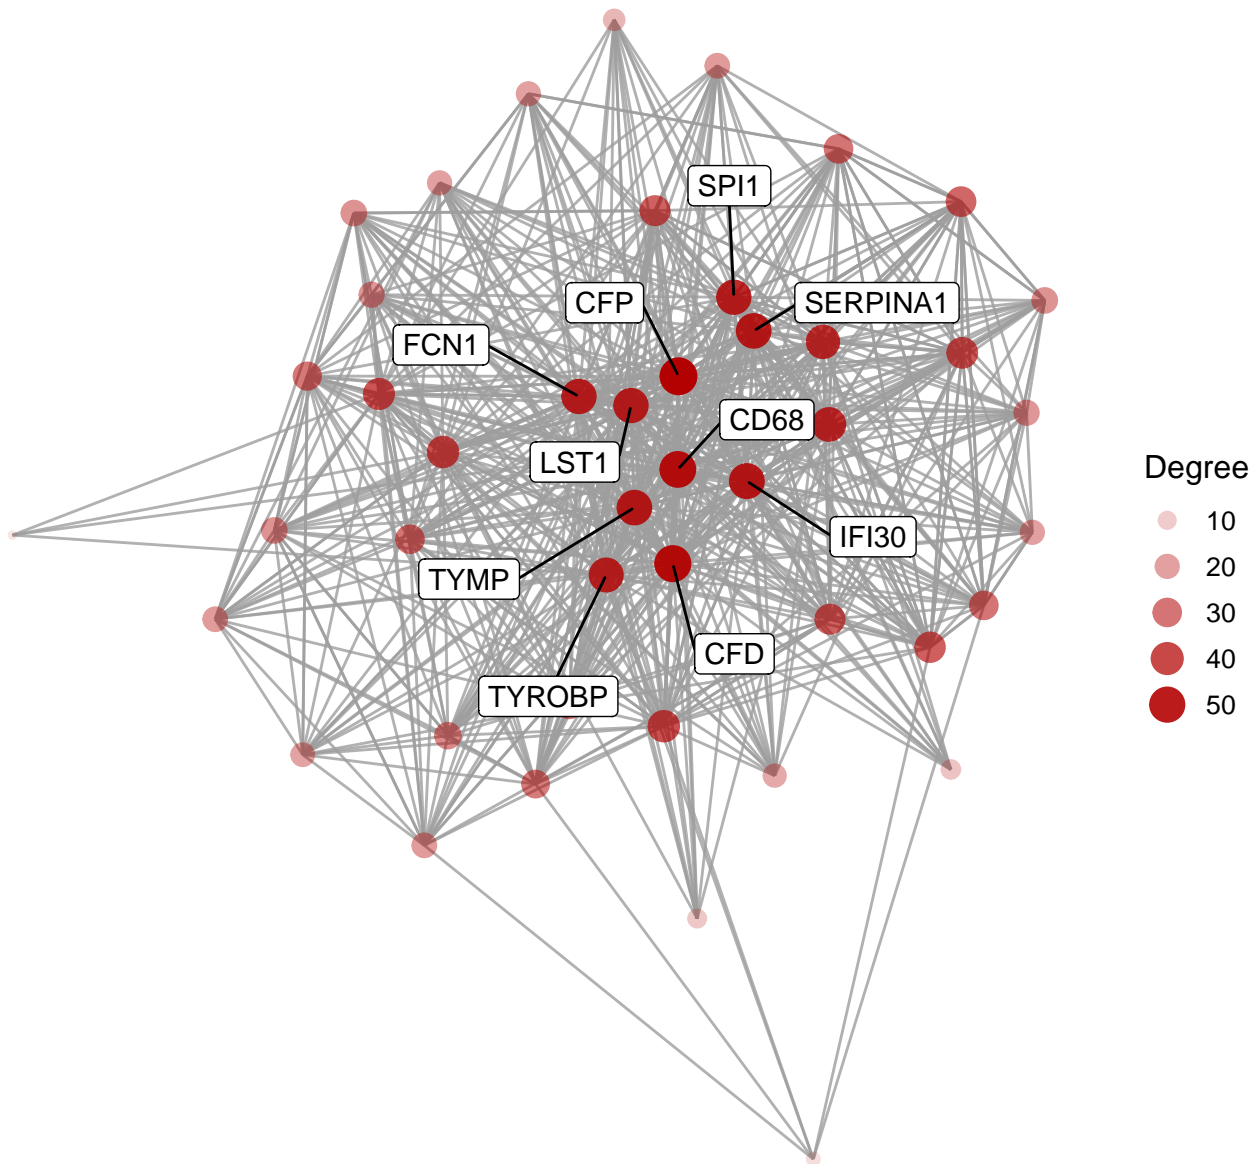 SPI1
CFP
SERPINA1
FCN1
CD68
LST1
IFI30
TYMP
CFD
TYROBP
Degree
10
20
30
40
50